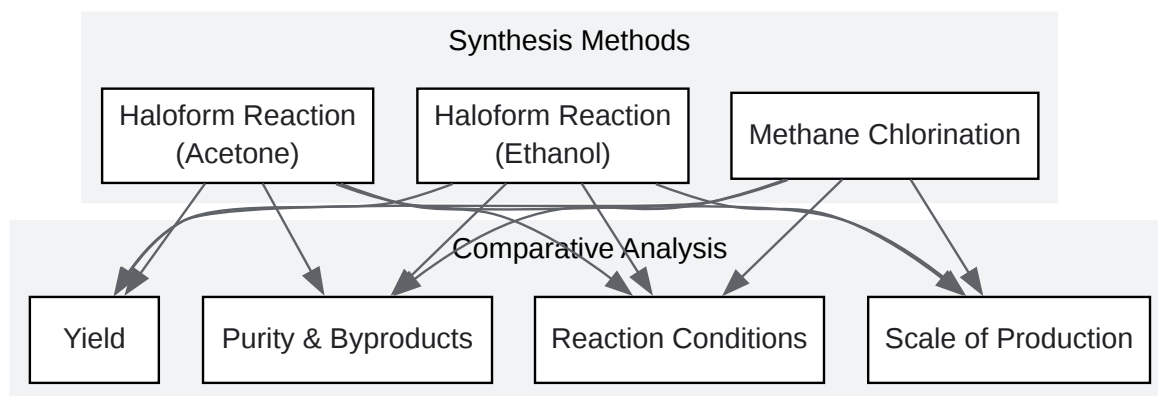 Synthesis Methods
Haloform Reaction
(Acetone)
Haloform Reaction
(Ethanol)
Methane Chlorination
Comparative Analysis
Yield
Purity & Byproducts
Reaction Conditions
Scale of Production